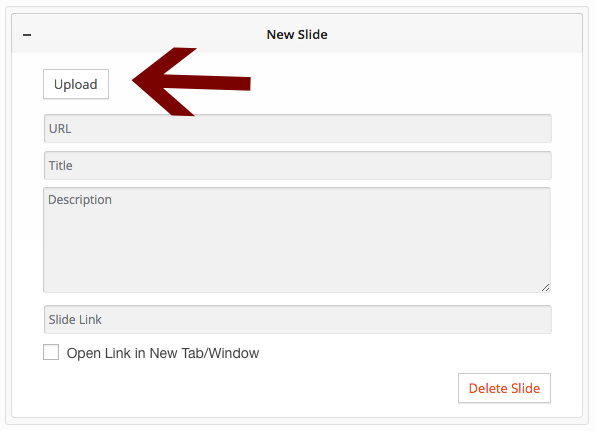 New Slide
Upload
URL
Title
Description
Slide Link
Open Link in New Tab/Window
Delete Slide